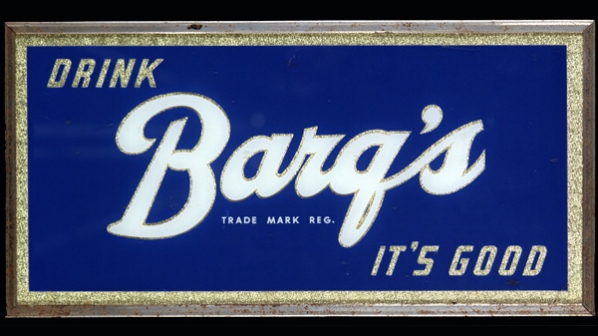 DRINK
Barq's
TRADE MARK REG.
IT'S GOOD